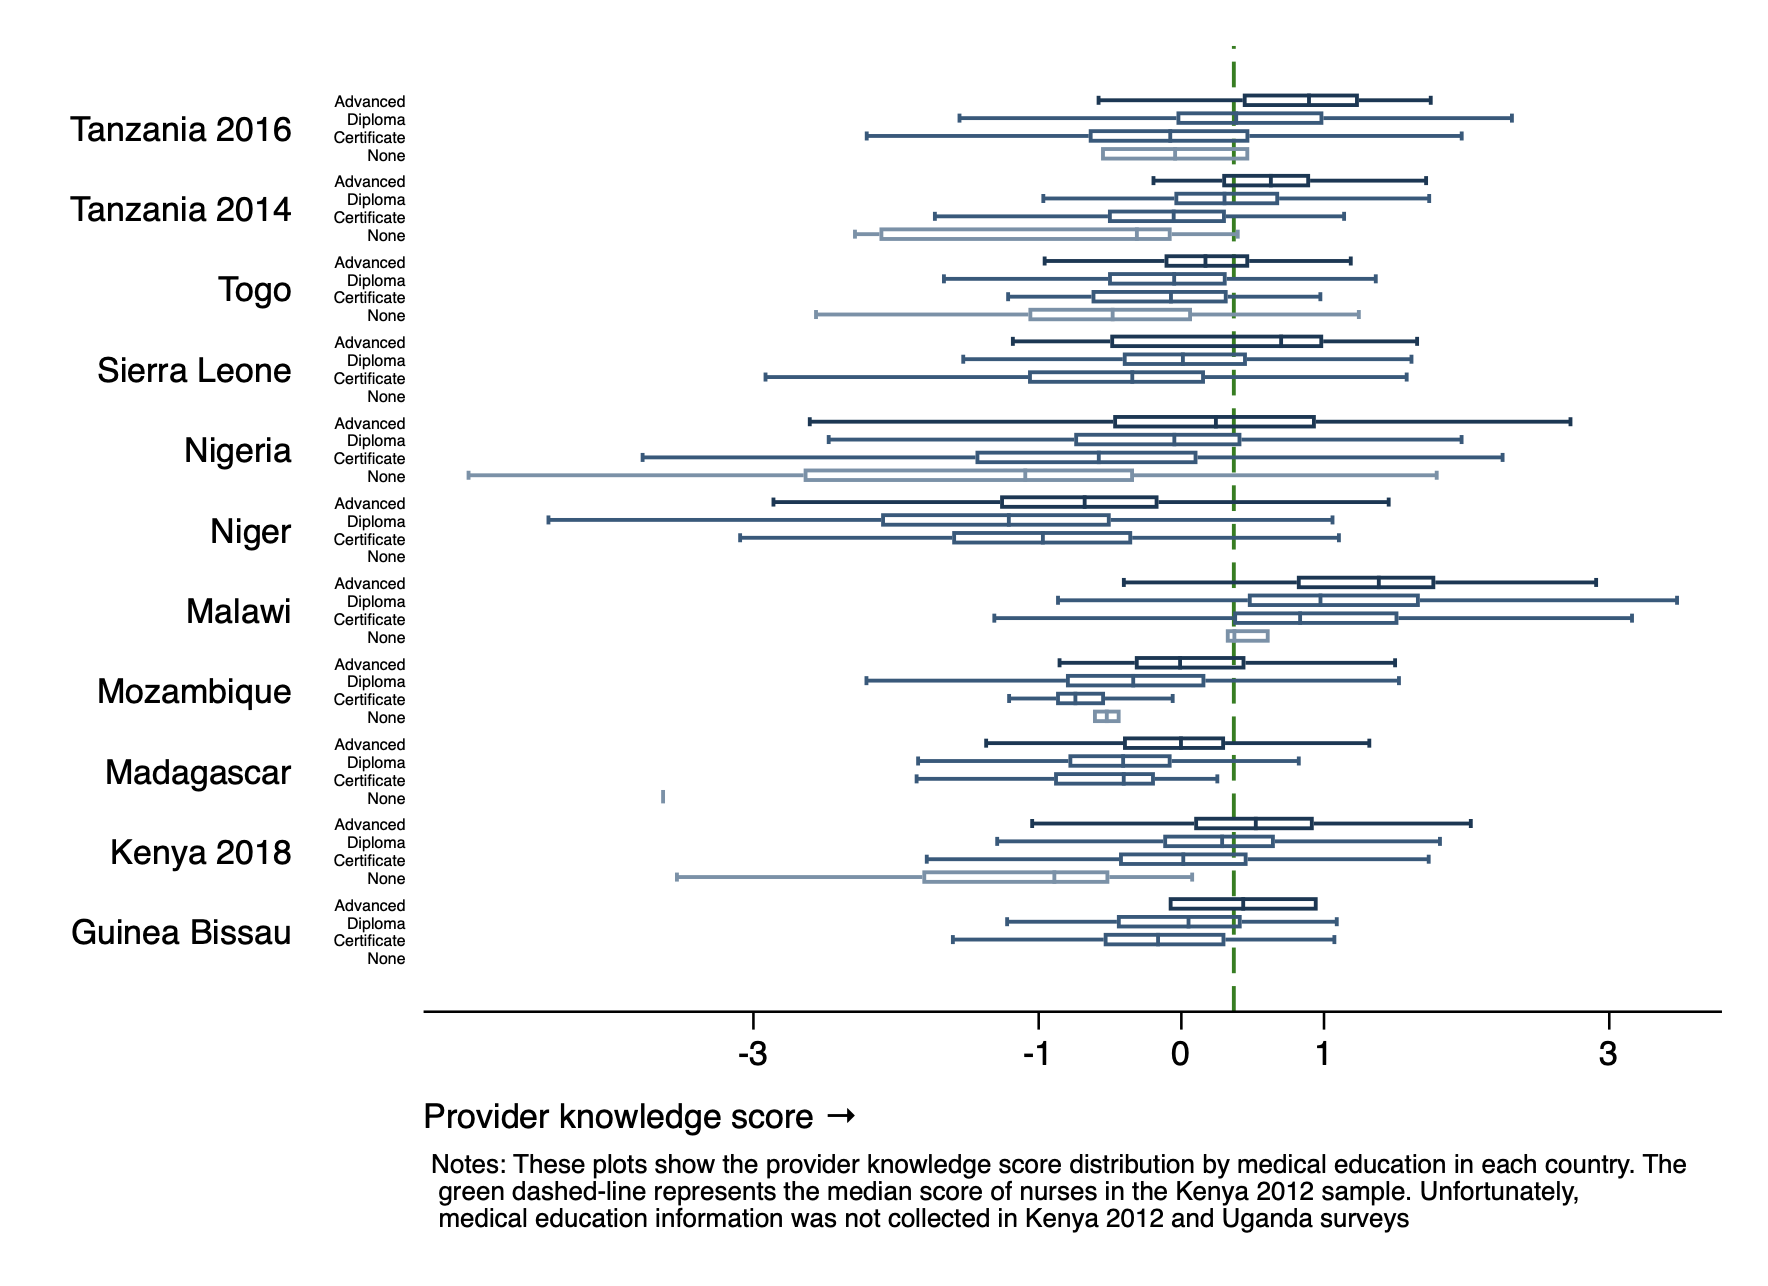 Tanzania 2016
Advanced
Diploma
Certificate
None
Tanzania 2014
Advanced
Diploma
Certificate
None
Togo
Advanced
Diploma
Certificate
None
Sierra Leone
Advanced
Diploma
Certificate
None
Nigeria
Advanced
Diploma
Certificate
None
Niger
Advanced
Diploma
Certificate
None
Malawi
Advanced
Diploma
Certificate
None
Mozambique
Advanced
Diploma
Certificate
None
Madagascar
Advanced
Diploma
Certificate
None
Kenya 2018
Advanced
Diploma
Certificate
None
Guinea Bissau
Advanced
Diploma
Certificate
None
-3 -1 0 1 3
Provider knowledge score →
Notes: These plots show the provider knowledge score distribution by medical education in each country. The
green dashed-line represents the median score of nurses in the Kenya 2012 sample. Unfortunately,
medical education information was not collected in Kenya 2012 and Uganda surveys